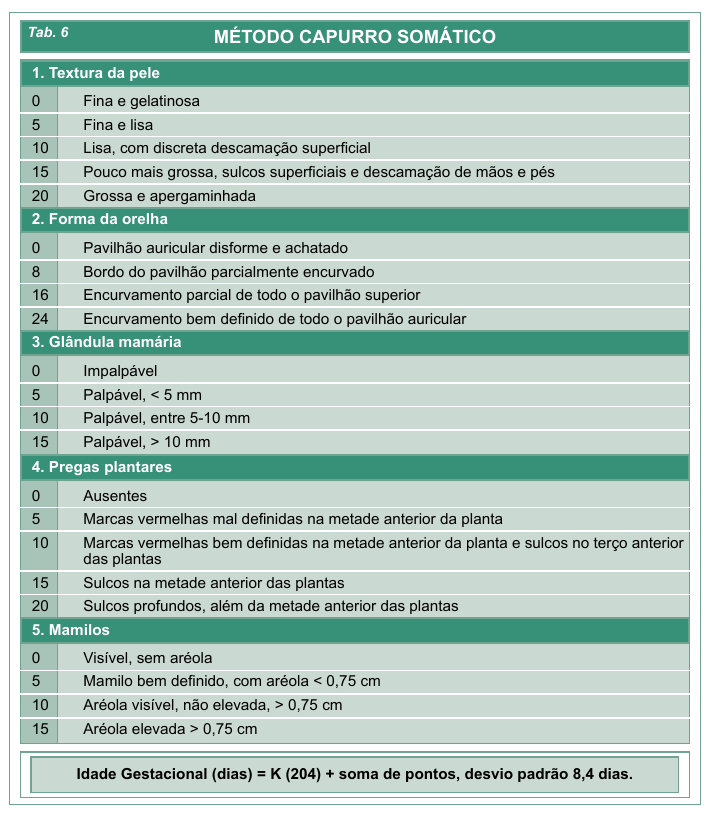 Tab. 6
MÉTODO CAPURRO SOMÁTICO
1. Textura da pele
0 Fina e gelatinosa
5 Fina e lisa
10 Lisa, com discreta descamação superficial
15 Pouco mais grossa, sulcos superficiais e descamação de mãos e pés
20 Grossa e apergaminhada
2. Forma da orelha
0 Pavilhão auricular disforme e achatado
8 Bordo do pavilhão parcialmente encurvado
16 Encurvamento parcial de todo o pavilhão superior
24 Encurvamento bem definido de todo o pavilhão auricular
3. Glândula mamária
0 Impalpável
5 Palpável, < 5 mm
10 Palpável, entre 5-10 mm
15 Palpável, > 10 mm
4. Pregas plantares
0 Ausentes
5 Marcas vermelhas mal definidas na metade anterior da planta
10 Marcas vermelhas bem definidas na metade anterior da planta e sulcos no terço anterior
das plantas
15 Sulcos na metade anterior das plantas
20 Sulcos profundos, além da metade anterior das plantas
5. Mamilos
0 Visível, sem aréola
5 Mamilo bem definido, com aréola < 0,75 cm
10 Aréola visível, não elevada, > 0,75 cm
15 Aréola elevada > 0,75 cm
Idade Gestacional (dias) = K (204) + soma de pontos, desvio padrão 8,4 dias.